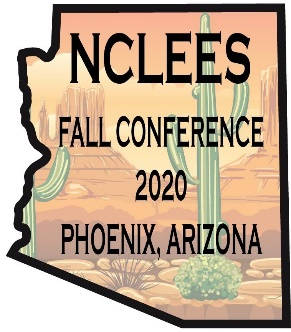 NCLEES
FALL CONFERENCE
2020
PHOENIX, ARIZONA